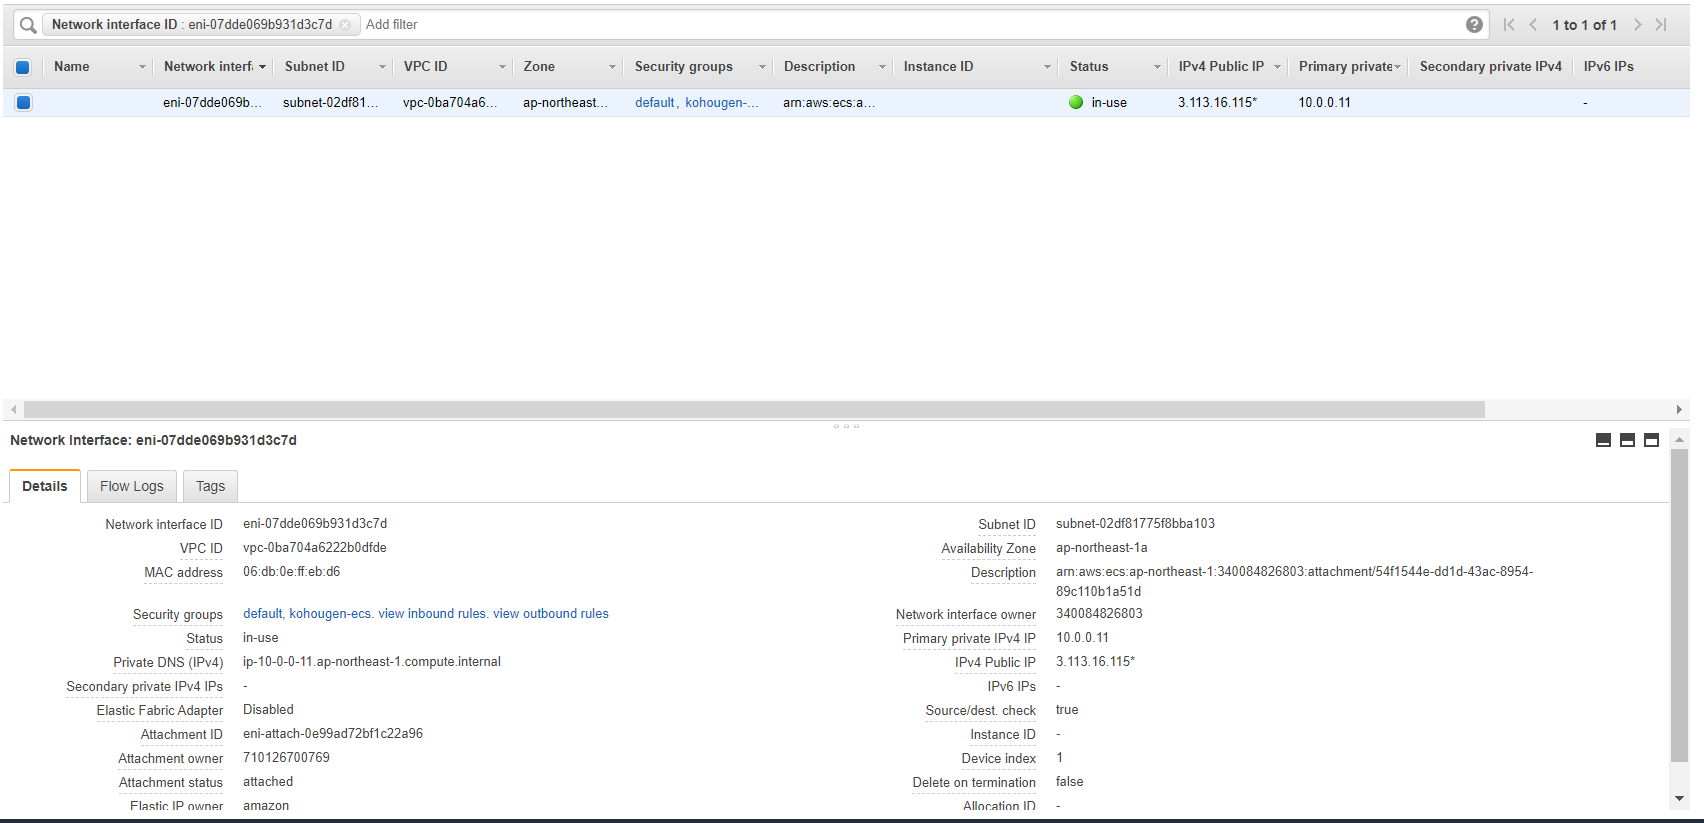 Network interface ID : eni-07dde069b931d3c7d Add filter 1 to 1 of 1
Name Network interf Subnet ID VPC ID Zone Security groups Description Instance ID Status IPv4 Public IP Primary private Secondary private IPv4 IPv6 IPs
eni-07dde069b... subnet-02df81... vpc-0ba704a6... ap-northeast... default, kohougen-... arn:aws:ecs:a... in-use 3.113.16.115* 10.0.0.11 -
Network Interface: eni-07dde069b931d3c7d
Details Flow Logs Tags
Network interface ID eni-07dde069b931d3c7d Subnet ID subnet-02df81775f8bba103
VPC ID vpc-0ba704a6222b0dfde Availability Zone ap-northeast-1a
MAC address 06:db:0e:ff:eb:d6 Description arn:aws:ecs:ap-northeast-1:340084826803:attachment/54f1544e-dd1d-43ac-8954-
89c110b1a51d
Security groups default, kohougen-ecs. view inbound rules. view outbound rules Network interface owner 340084826803
Status in-use Primary private IPv4 IP 10.0.0.11
Private DNS (IPv4) ip-10-0-0-11.ap-northeast-1.compute.internal IPv4 Public IP 3.113.16.115*
Secondary private IPv4 IPs - IPv6 IPs -
Elastic Fabric Adapter Disabled Source/dest. check true
Attachment ID eni-attach-0e99ad72bf1c22a96 Instance ID -
Attachment owner 710126700769 Device index 1
Attachment status attached Delete on termination false
Elastic IP owner amazon Allocation ID -